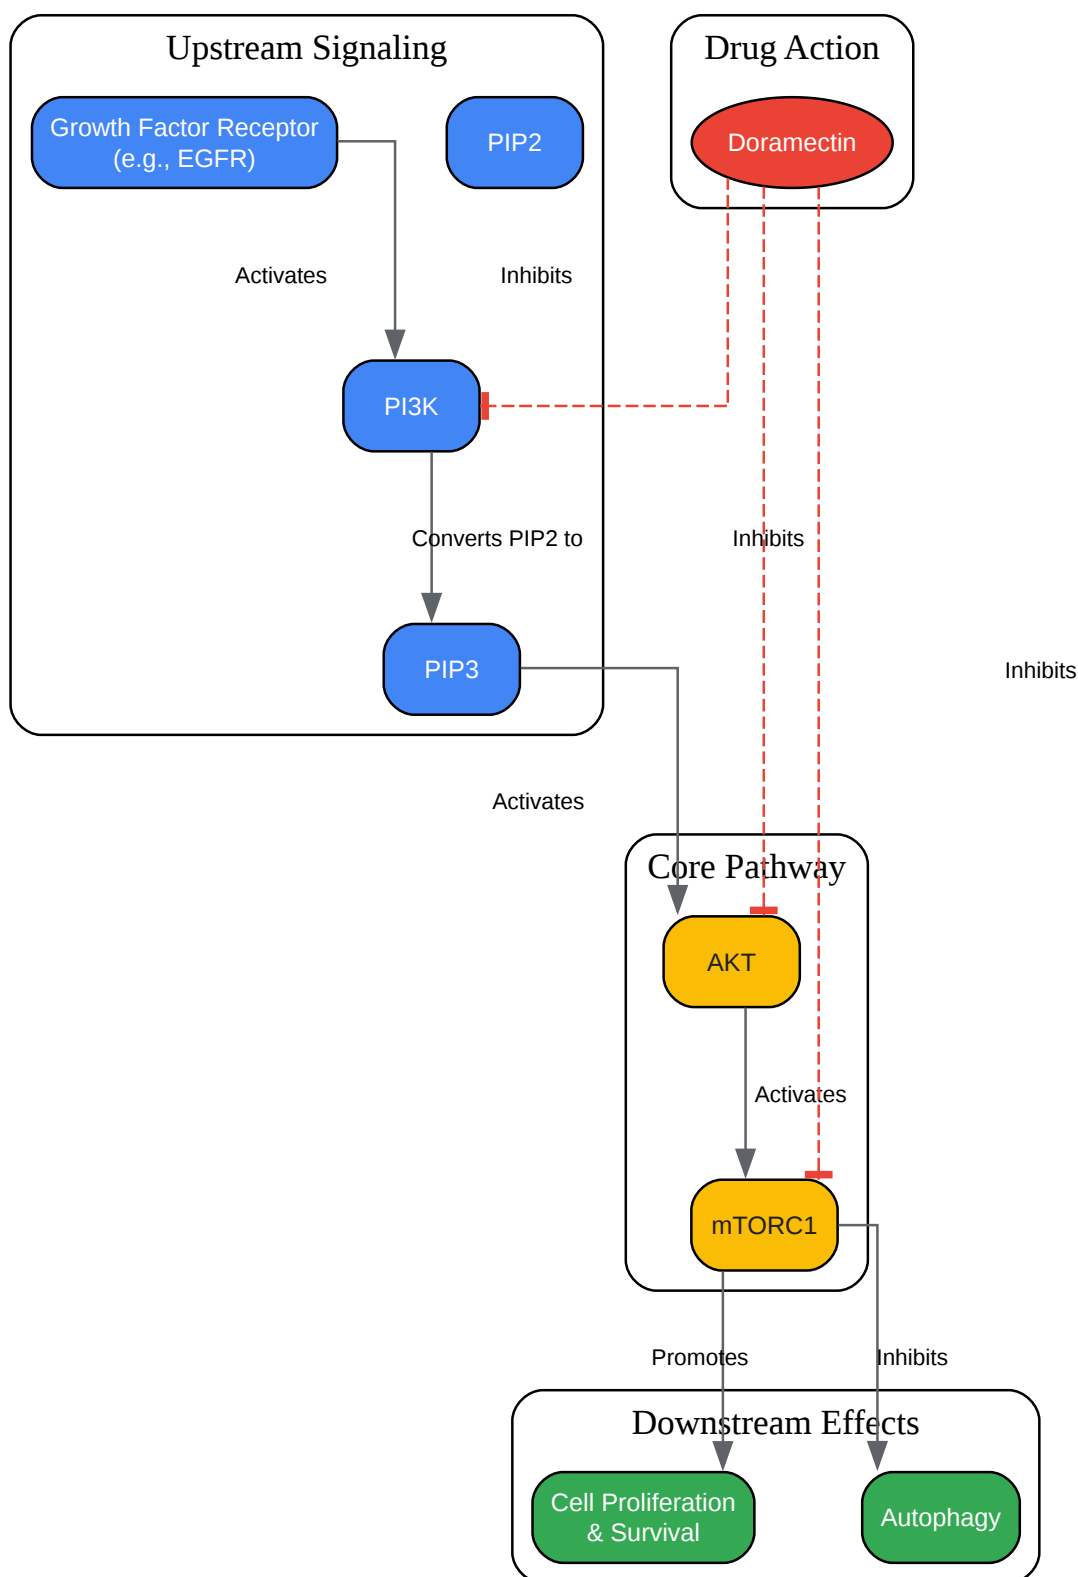 Upstream Signaling
Drug Action
Growth Factor Receptor
(e.g., EGFR)
PIP2
Doramectin
Activates
Inhibits
PI3K
Converts PIP2 to
Inhibits
PIP3
Inhibits
Activates
Core Pathway
AKT
Activates
mTORC1
Promotes
Inhibits
Downstream Effects
Cell Proliferation
& Survival
Autophagy